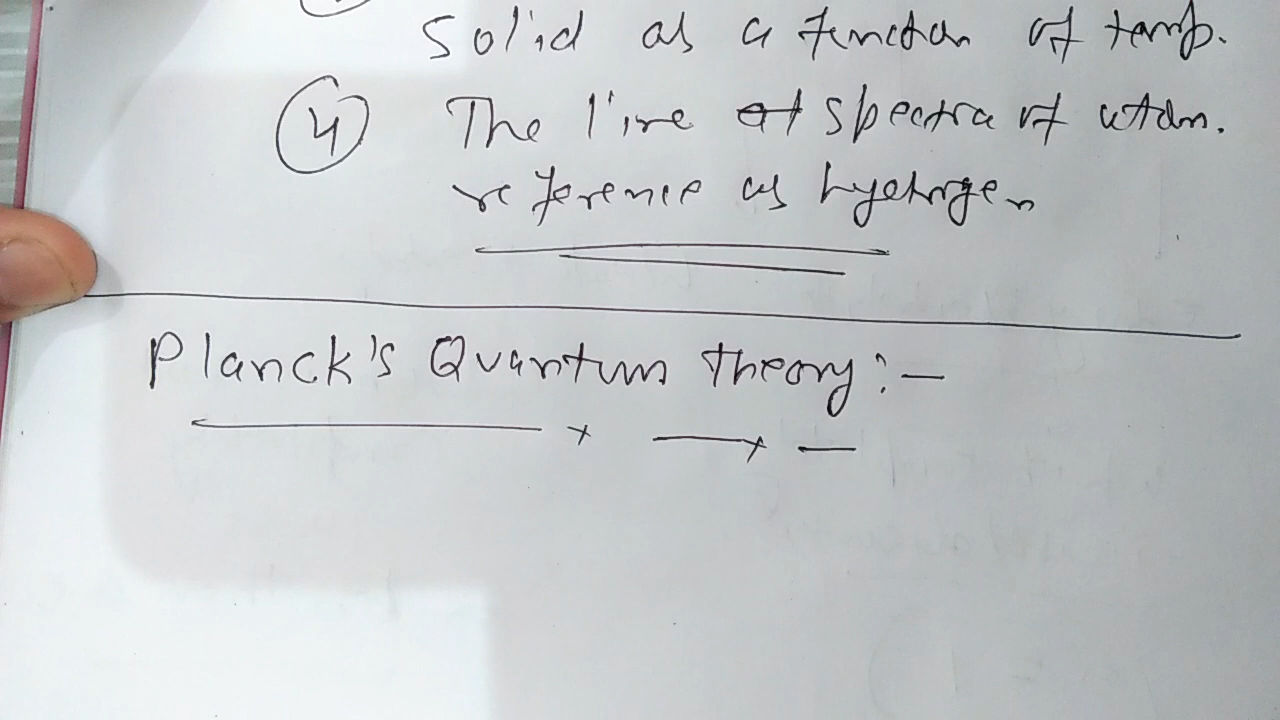 Solid as a function of temp.
④ The line of spectra of atom.
reference as hydrogen
Planck's Quantum theory:-